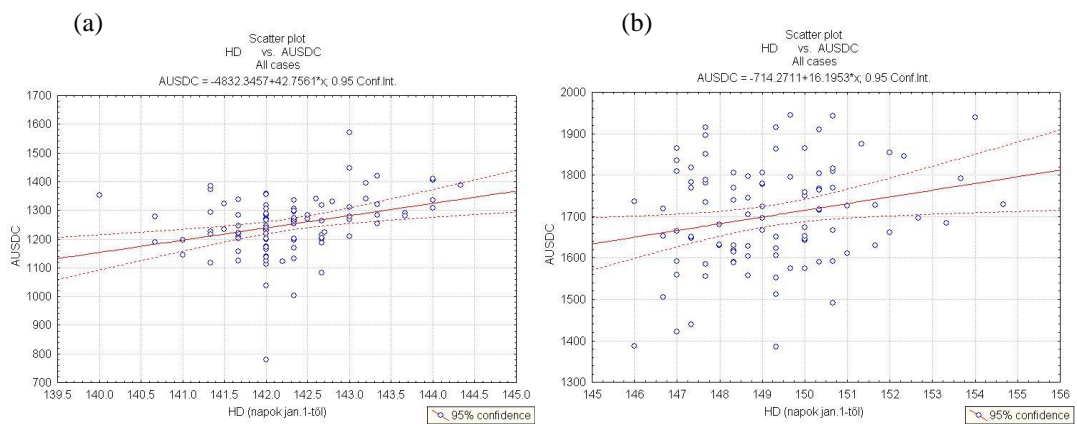 (a)
Scatter plot
HD vs. AUSDC
All cases
AUSDC = -4832.3457+42.7561*x; 0.95 Conf.Int.
1700
1600
1500
1400
1300
1200
1100
1000
900
800
700
AUSDC
139.5 140.0 140.5 141.0 141.5 142.0 142.5 143.0 143.5 144.0 144.5 145.0
HD (napok jan.1-től)
95% confidence
(b)
Scatter plot
HD vs. AUSDC
All cases
AUSDC = -714.2711+16.1953*x; 0.95 Conf.Int.
2000
1900
1800
1700
1600
1500
1400
1300
AUSDC
145 146 147 148 149 150 151 152 153 154 155 156
HD (napok jan.1-től)
95% confidence